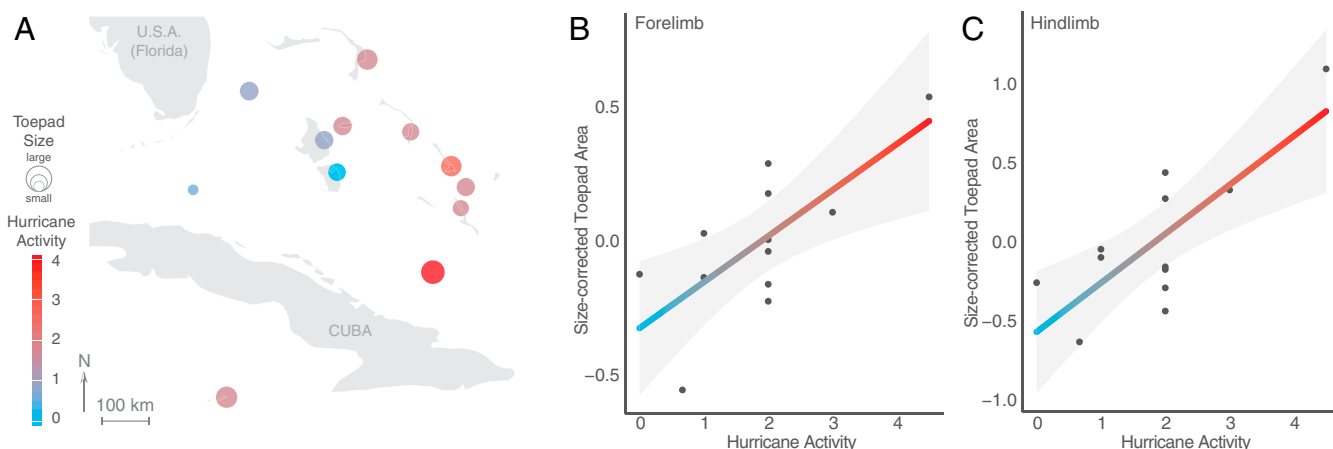 A
U.S.A.
(Florida)
Toepad
Size
large
small
Hurricane
Activity
4
3
2
1
0
N
100 km
CUBA
B
Forelimb
Size-corrected Toepad Area
0.5
0.0
−0.5
0 1 2 3 4
Hurricane Activity
C
Hindlimb
Size-corrected Toepad Area
1.0
0.5
0.0
−0.5
−1.0
0 1 2 3 4
Hurricane Activity